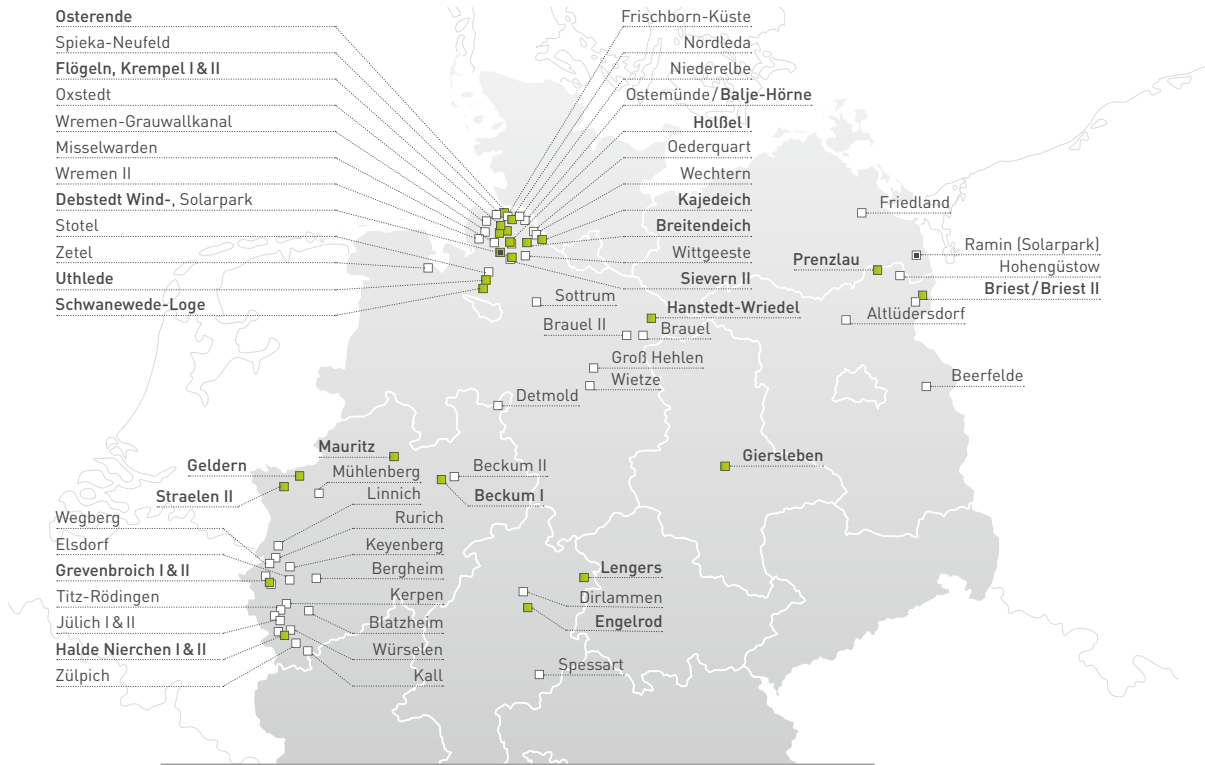 Osterende
Spieka-Neufeld
Flögeln, Krempel I & II
Oxstedt
Wremen-Grauwallkanal
Misselwarden
Wremen II
Debstedt Wind-, Solarpark
Stotel
Zetel
Uthlede
Schwanewede-Loge
Frischborn-Küste
Nordleda
Niederelbe
Ostemünde / Balje-Hörne
Holßel I
Oederquart
Wechtern
Kajedeich
Breitendeich
Wittgeeste
Sievern II
Hanstedt-Wriedel
Sottrum
Brauel II
Brauel
Groß Hehlen
Wietze
Detmold
Friedland
Ramin (Solarpark)
Prenzlau
Hohengüstow
Briest / Briest II
Altlüdersdorf
Beerfelde
Mauritz
Geldern
Mühlenberg
Straelen II
Beckum II
Beckum I
Giersleben
Linnich
Wegberg
Rurich
Elsdorf
Keyenberg
Grevenbroich I & II
Bergheim
Titz-Rödingen
Kerpen
Jülich I & II
Blatzheim
Halde Nierchen I & II
Würselen
Zülpich
Kall
Lengers
Dirlammen
Engelrod
Spessart